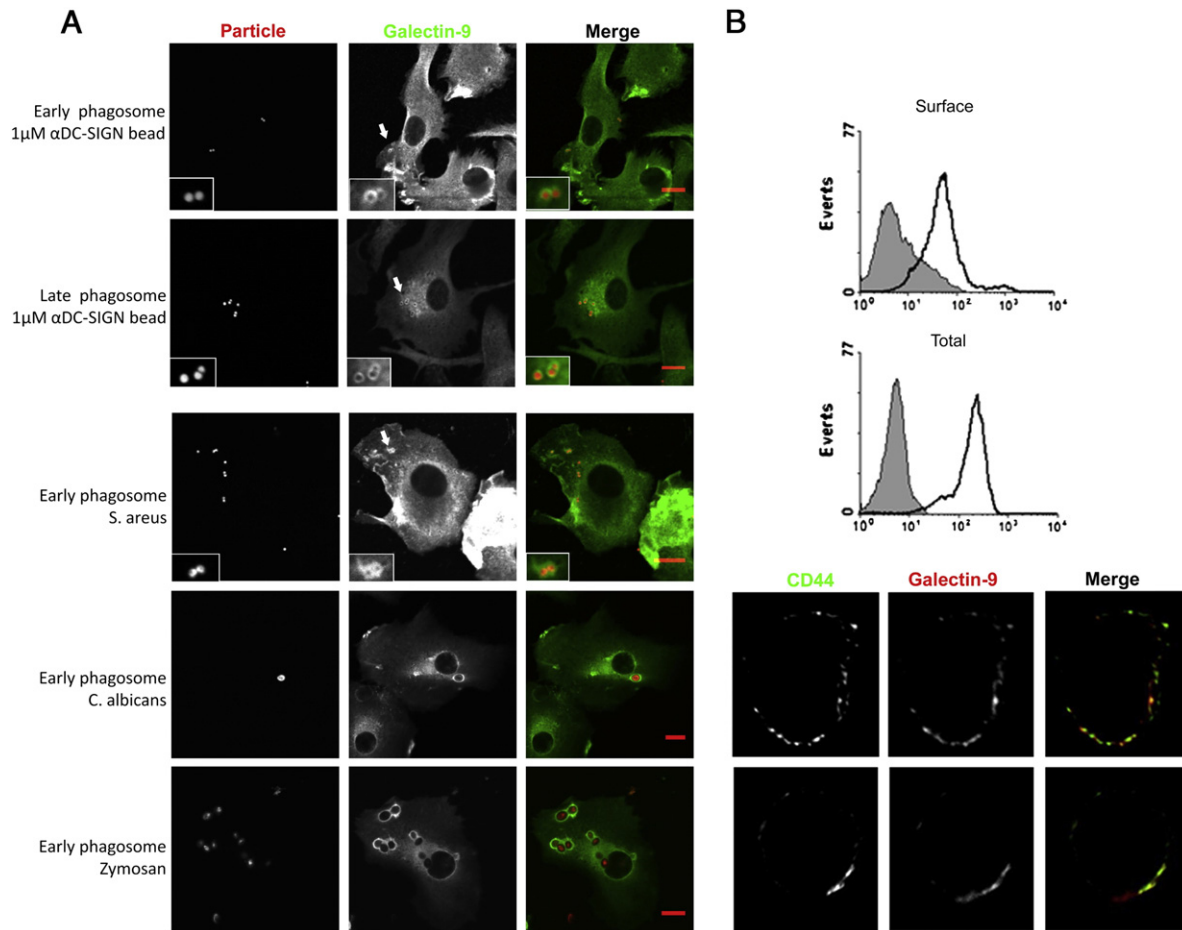 A
B
Particle
Galectin-9
Merge
Early phagosome
1µM αDC-SIGN bead
Late phagosome
1µM αDC-SIGN bead
Early phagosome
S. areus
Early phagosome
C. albicans
Early phagosome
Zymosan
Surface
77
Everts
0
10⁰ 10¹ 10² 10³ 10⁴
Total
77
Everts
0
10⁰ 10¹ 10² 10³ 10⁴
CD44
Galectin-9
Merge